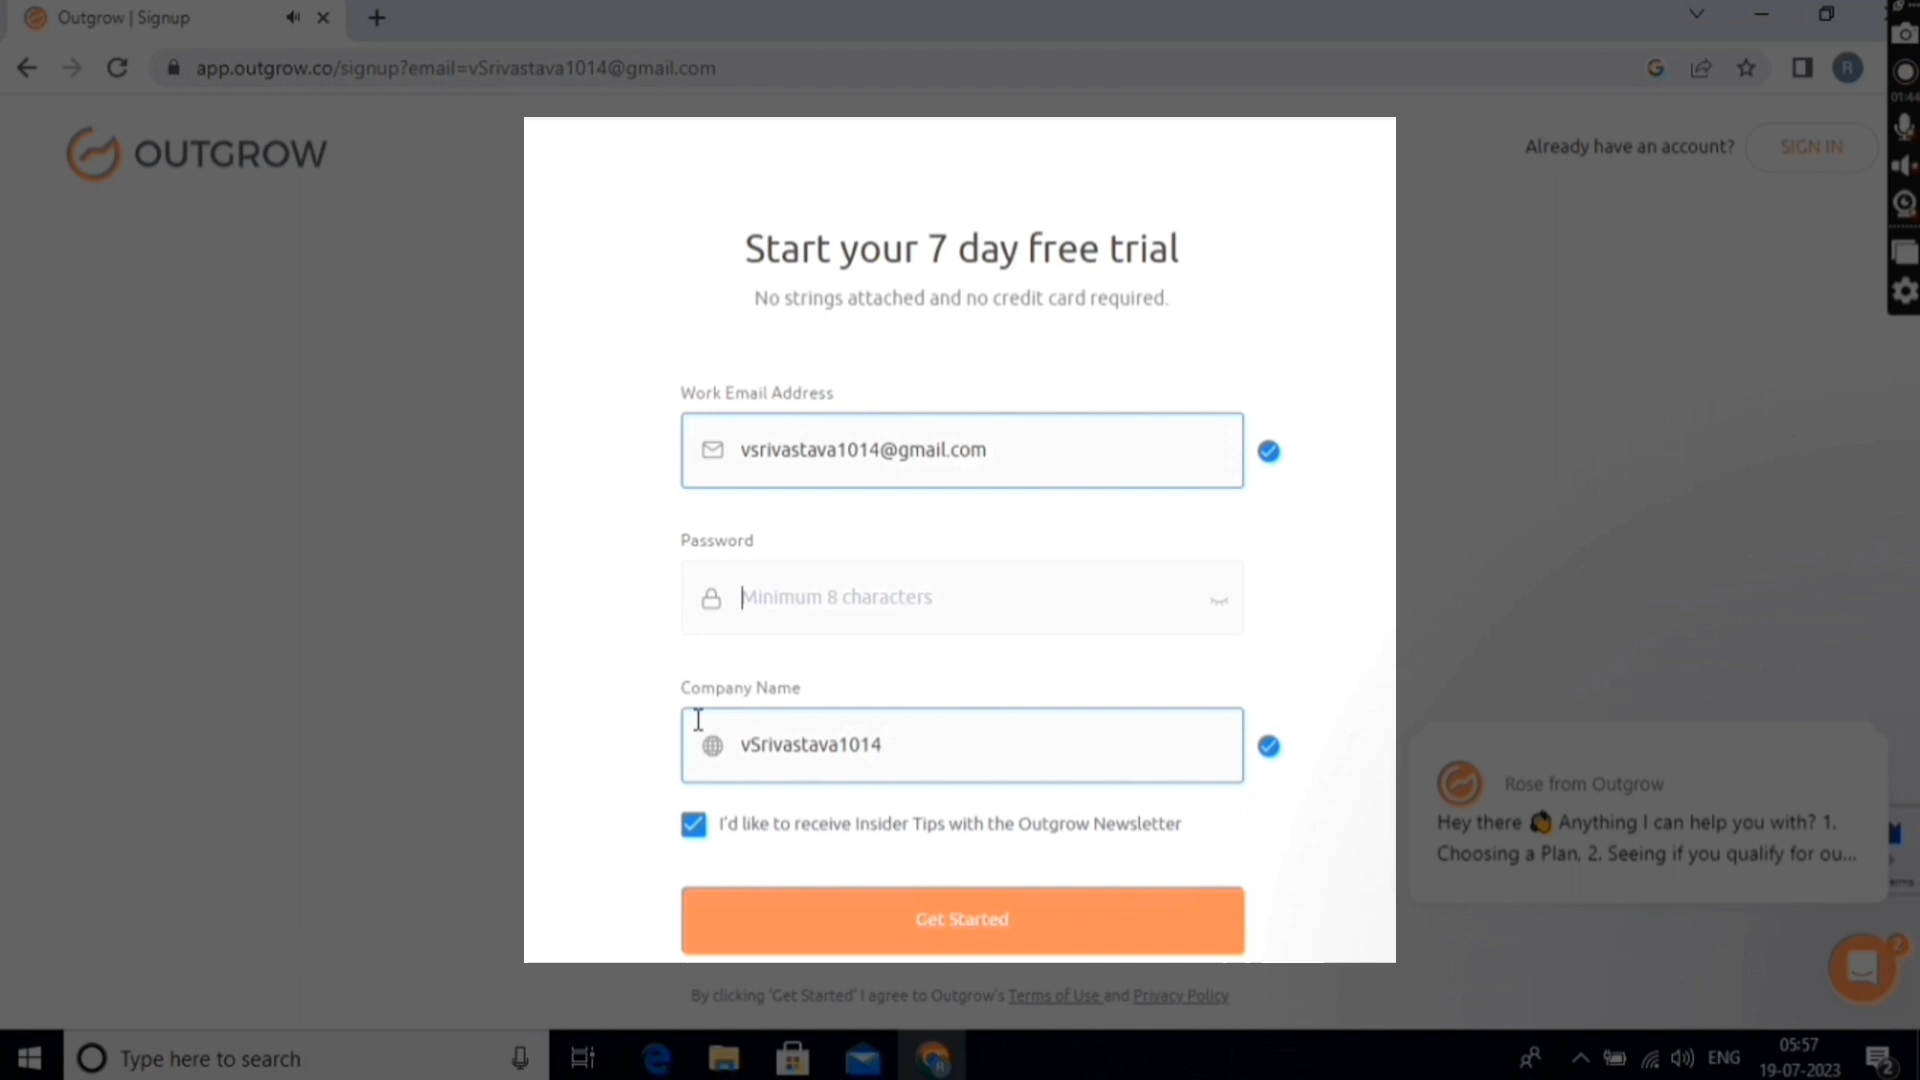 Outgrow | Signup
app.outgrow.co/signup?email=vSrivastava1014@gmail.com
R
01:44
OUTGROW
Already have an account?
SIGN IN
Start your 7 day free trial
No strings attached and no credit card required.
Work Email Address
vsrivastava1014@gmail.com
Password
Minimum 8 characters
Company Name
vSrivastava1014
I'd like to receive Insider Tips with the Outgrow Newsletter
Get Started
By clicking 'Get Started' I agree to Outgrow's Terms of Use and Privacy Policy
Rose from Outgrow
Hey there 👋 Anything I can help you with? 1.
Choosing a Plan, 2. Seeing if you qualify for ou...
2
Type here to search
R
ENG
05:57
19-07-2023
2